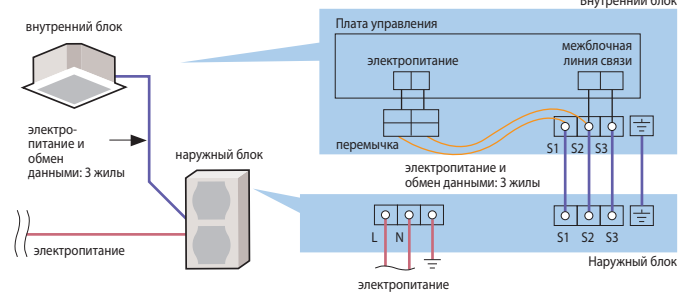 Внутренний блок
внутренний блок
Плата управления
электропитание
межблочная
линия связи
перемычка
S1 S2 S3
электро-
питание и
обмен
данными: 3 жилы
наружный блок
электропитание и
обмен данными: 3 жилы
L N
S1 S2 S3
электропитание
Наружный блок
электропитание